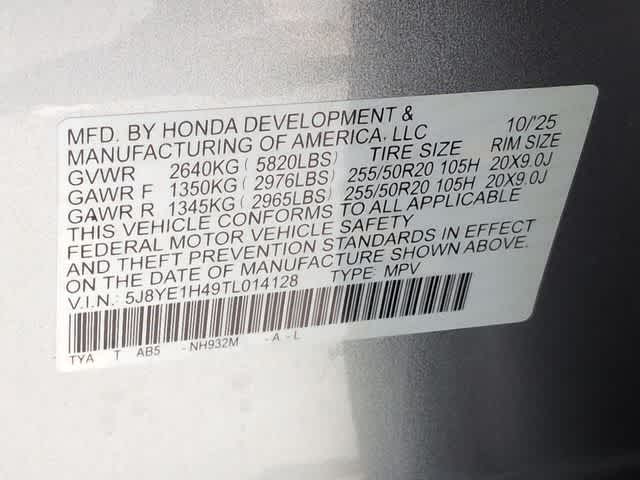 MFD. BY HONDA DEVELOPMENT & 10/'25
MANUFACTURING OF AMERICA, LLC
GVWR 2640KG ( 5820LBS) TIRE SIZE RIM SIZE
GAWR F 1350KG ( 2976LBS) 255/50R20 105H 20X9.0J
GAWR R 1345KG ( 2965LBS) 255/50R20 105H 20X9.0J
THIS VEHICLE CONFORMS TO ALL APPLICABLE
FEDERAL MOTOR VEHICLE SAFETY
AND THEFT PREVENTION STANDARDS IN EFFECT
ON THE DATE OF MANUFACTURE SHOWN ABOVE.
V.I.N.: 5J8YE1H49TL014128 TYPE: MPV
TYA T AB5 -NH932M -A-L